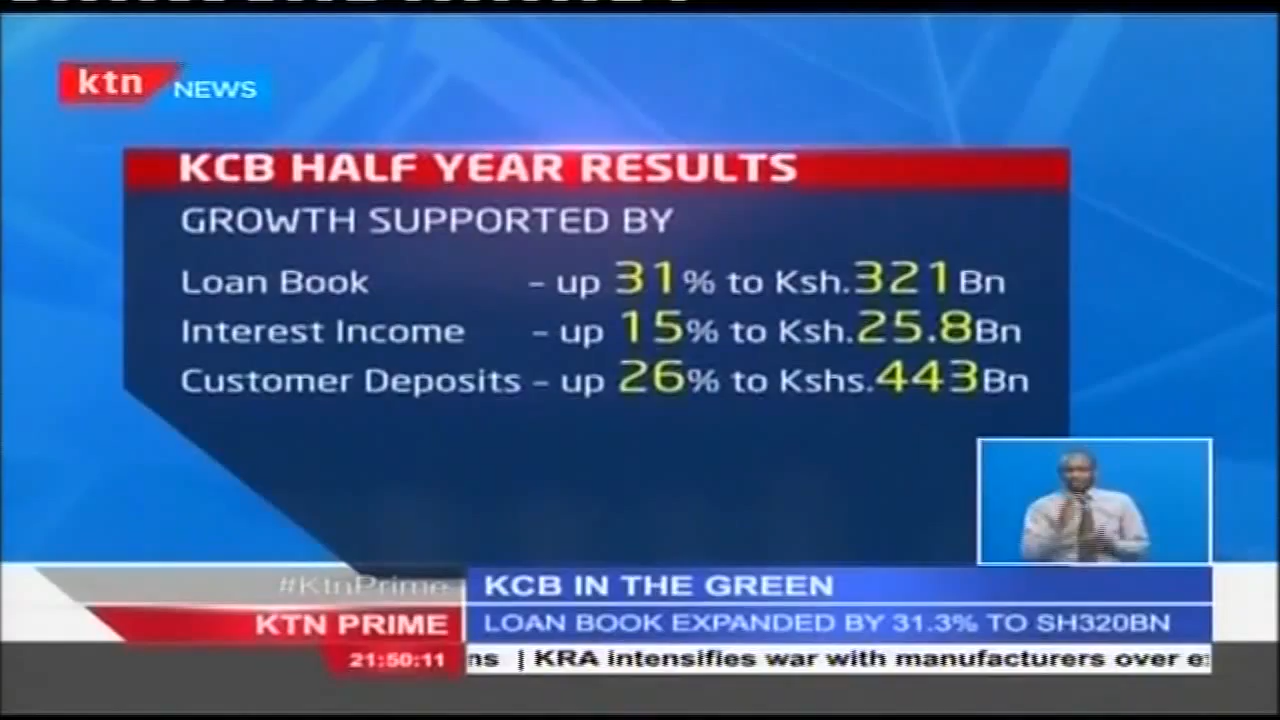 ktn NEWS
KCB HALF YEAR RESULTS
GROWTH SUPPORTED BY
Loan Book – up 31% to Ksh.321Bn
Interest Income – up 15% to Ksh.25.8Bn
Customer Deposits – up 26% to Kshs.443Bn
#KtnPrime
KCB IN THE GREEN
KTN PRIME
LOAN BOOK EXPANDED BY 31.3% TO SH320BN
21:50:11
| KRA intensifies war with manufacturers over